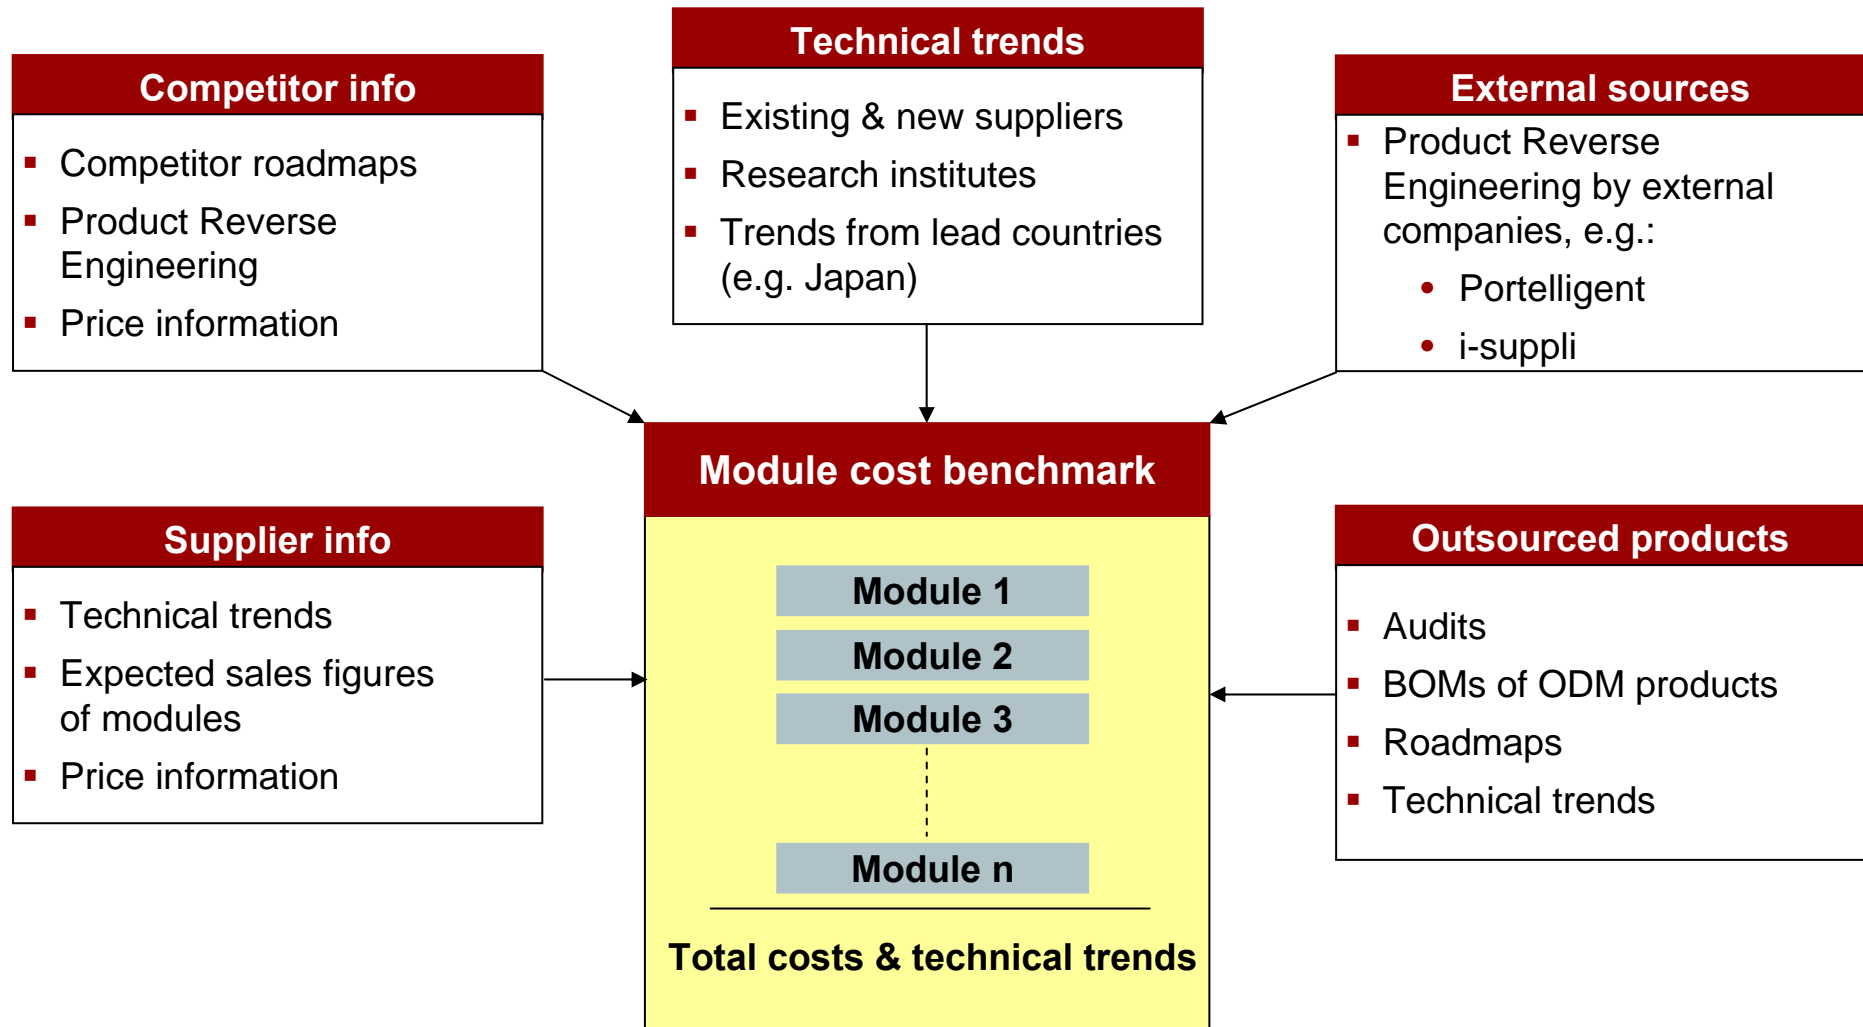 Technical trends
Existing & new suppliers
Research institutes
Trends from lead countries
(e.g. Japan)
Competitor info
Competitor roadmaps
Product Reverse
Engineering
Price information
External sources
Product Reverse
Engineering by external
companies, e.g.:
Portelligent
i-suppli
Module cost benchmark
Module 1
Module 2
Module 3
Module n
Total costs & technical trends
Supplier info
Technical trends
Expected sales figures
of modules
Price information
Outsourced products
Audits
BOMs of ODM products
Roadmaps
Technical trends